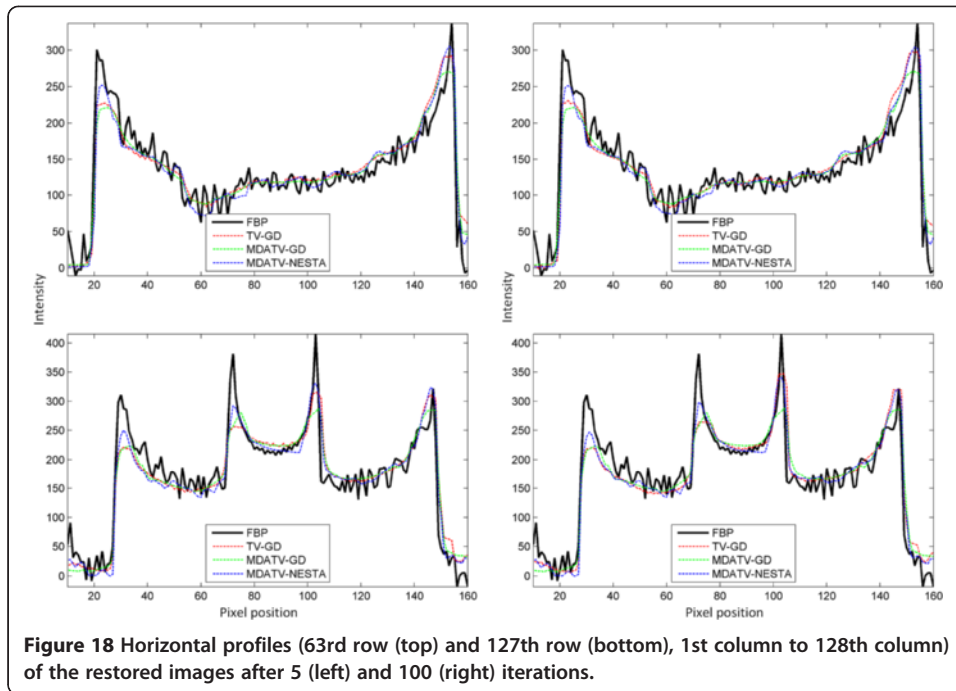 300
250
200
150
100
50
0
Intensity
20 40 60 80 100 120 140 160
FBP
TV-GD
MDATV-GD
MDATV-NESTA
300
250
200
150
100
50
0
Intensity
20 40 60 80 100 120 140 160
FBP
TV-GD
MDATV-GD
MDATV-NESTA
400
350
300
250
200
150
100
50
0
20 40 60 80 100 120 140 160
Pixel position
FBP
TV-GD
MDATV-GD
MDATV-NESTA
400
350
300
250
200
150
100
50
0
20 40 60 80 100 120 140 160
Pixel position
FBP
TV-GD
MDATV-GD
MDATV-NESTA
Figure 18 Horizontal profiles (63rd row (top) and 127th row (bottom), 1st column to 128th column)
of the restored images after 5 (left) and 100 (right) iterations.